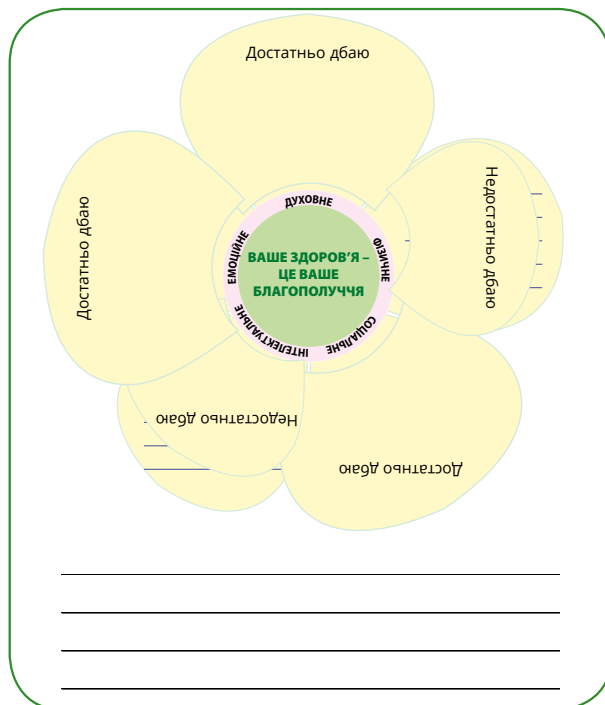 Достатньо дбаю
Недостатньо дбаю
Достатньо дбаю
ДУХОВНЕ
ФІЗИЧНЕ
СОЦІАЛЬНЕ
ІНТЕЛЕКТУАЛЬНЕ
ЕМОЦІЙНЕ
ВАШЕ ЗДОРОВ’Я –
ЦЕ ВАШЕ
БЛАГОПОЛУЧЧЯ
Недостатньо дбаю
Достатньо дбаю